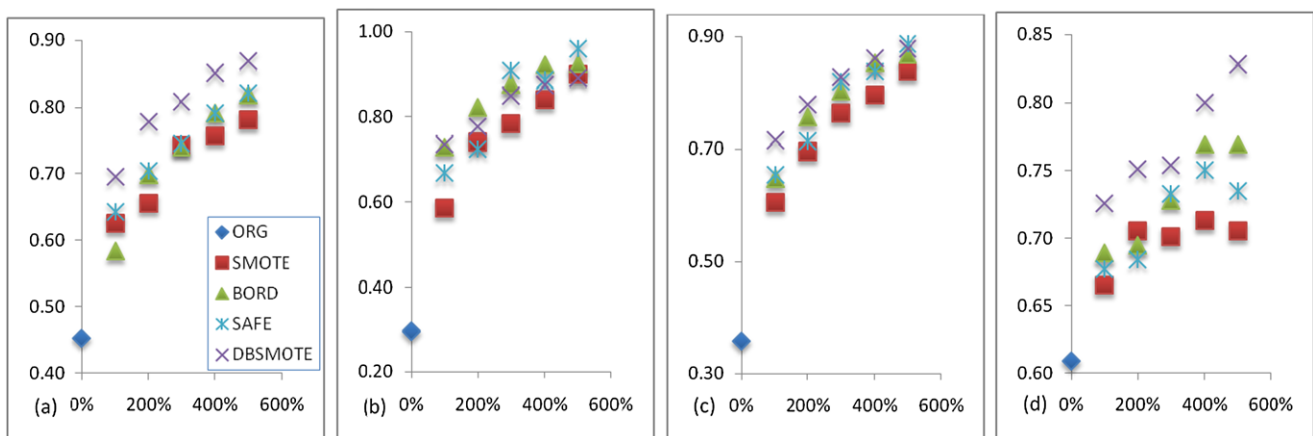 0.90
0.80
0.70
0.60
0.50
0.40
ORG
SMOTE
BORD
SAFE
DBSMOTE
(a) 0% 200% 400% 600%
1.00
0.80
0.60
0.40
0.20
(b) 0% 200% 400% 600%
0.90
0.70
0.50
0.30
(c) 0% 200% 400% 600%
0.85
0.80
0.75
0.70
0.65
0.60
(d) 0% 200% 400% 600%